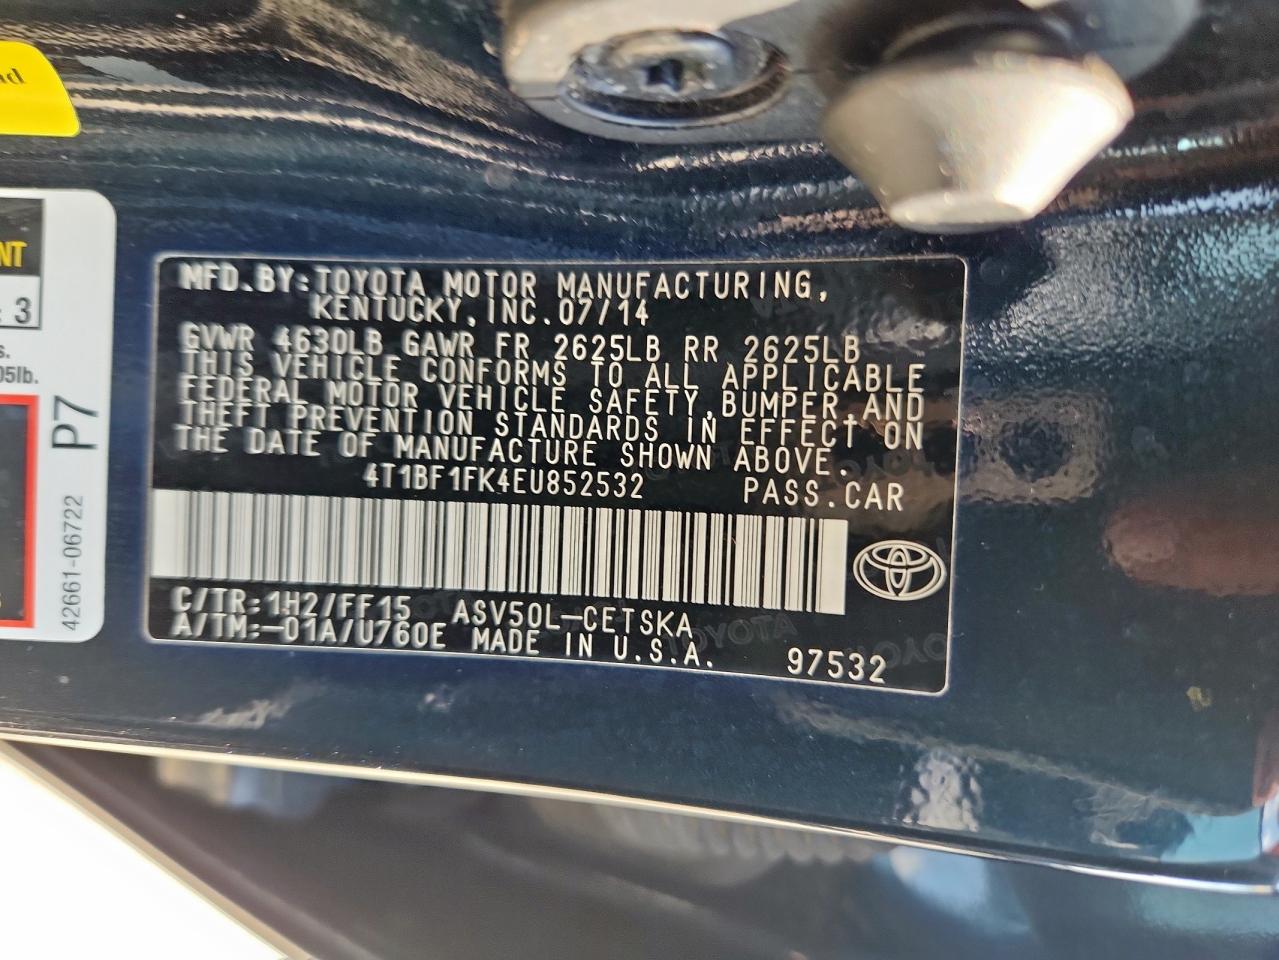 MFD.BY:TOYOTA MOTOR MANUFACTURING,
KENTUCKY, INC. 07/14
GVWR 4630LB GAWR FR 2625LB RR 2625LB
THIS VEHICLE CONFORMS TO ALL APPLICABLE
FEDERAL MOTOR VEHICLE SAFETY,BUMPER,AND
THEFT PREVENTION STANDARDS IN EFFECT ON
THE DATE OF MANUFACTURE SHOWN ABOVE.
4T1BF1FK4EU852532 PASS.CAR
C/TR:1H2/FF15 ASV50L-CETSKA
A/TM:-01A/U760E MADE IN U.S.A. 97532
NT
: 3
s.
05lb.
P7
42661-06722
TOYOTA